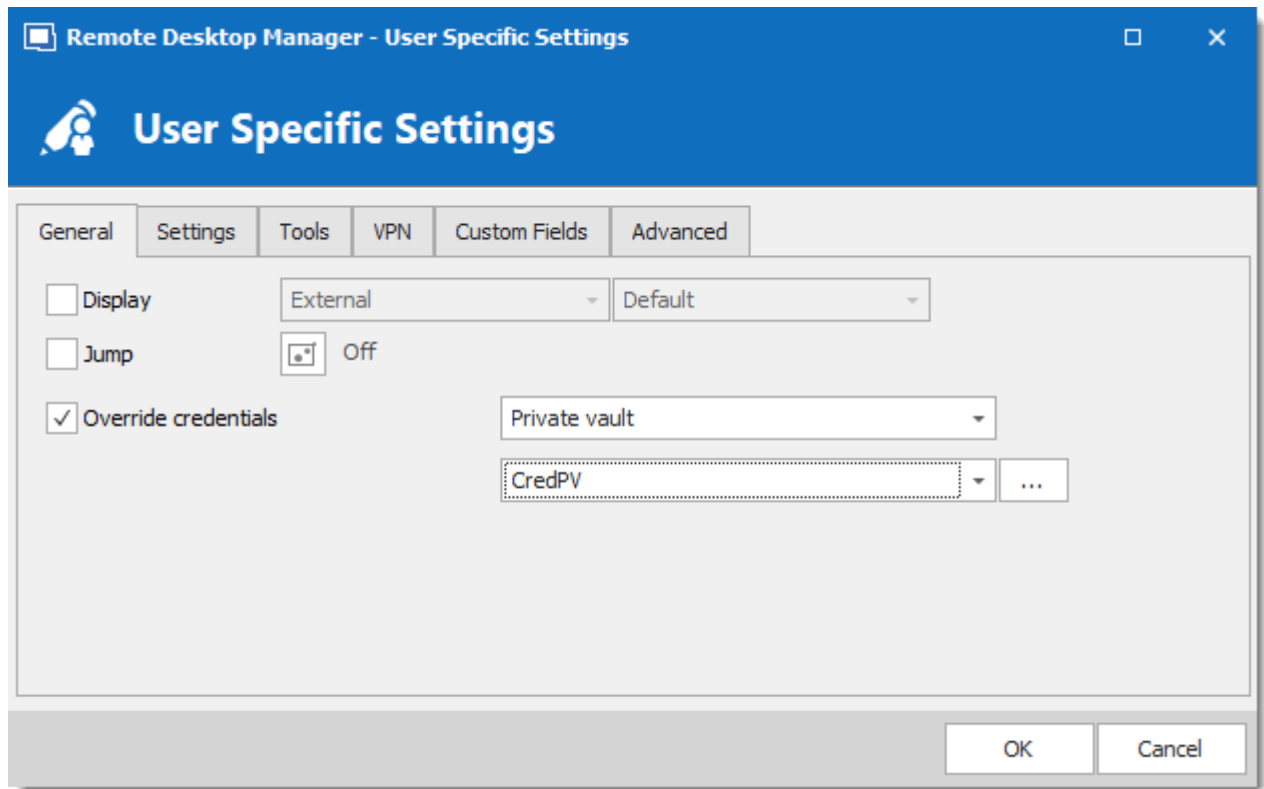 Remote Desktop Manager - User Specific Settings
User Specific Settings
General Settings Tools VPN Custom Fields Advanced
Display External Default
Jump Off
Override credentials Private vault
CredPV ...
OK Cancel